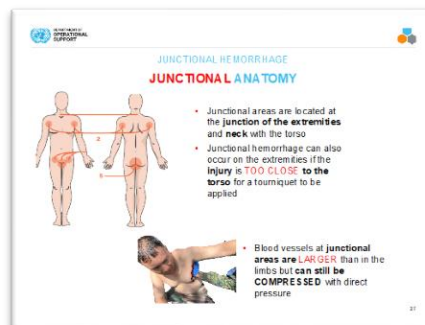 DEPARTMENT OF
OPERATIONAL
SUPPORT
JUNCTIONAL HEMORRHAGE
JUNCTIONAL ANATOMY
• Junctional areas are located at
the junction of the extremities
and neck with the torso
• Junctional hemorrhage can also
occur on the extremities if the
injury is TOO CLOSE to the
torso for a tourniquet to be
applied
2
• Blood vessels at junctional
areas are LARGER than in the
limbs but can still be
COMPRESSED with direct
pressure